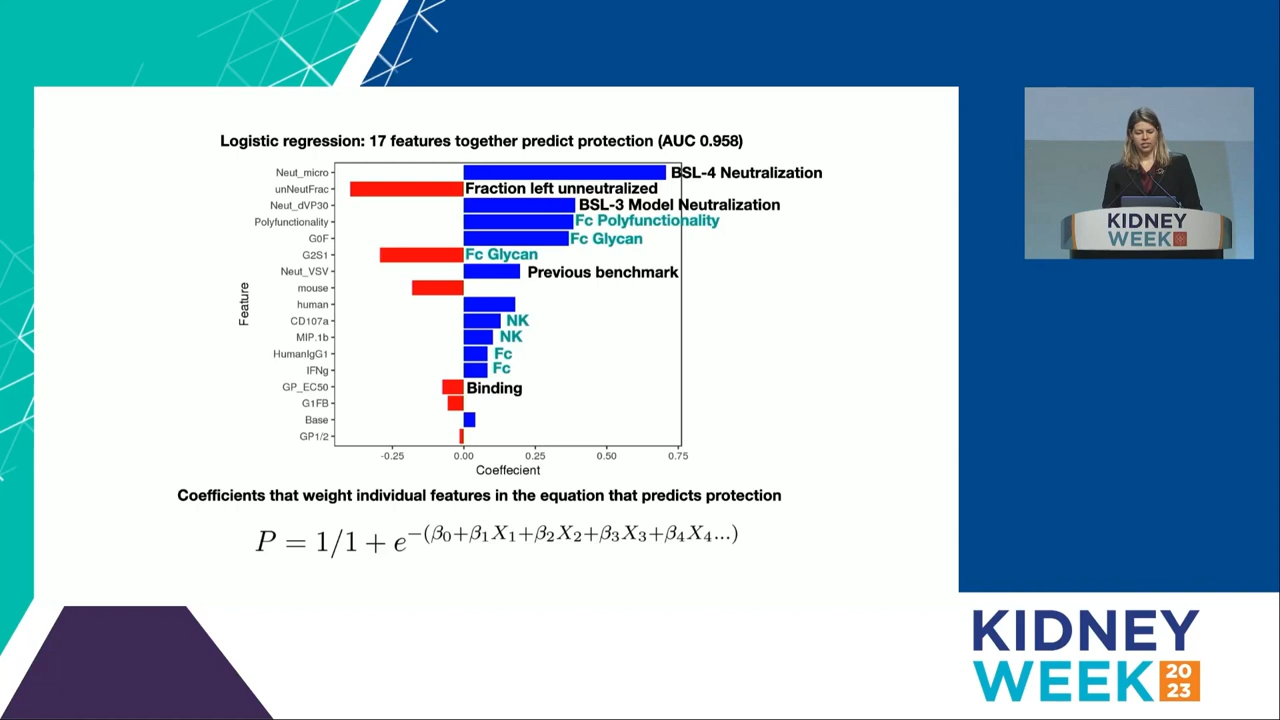 Logistic regression: 17 features together predict protection (AUC 0.958)
Neut_micro
BSL-4 Neutralization
unNeutFrac
Fraction left unneutralized
Neut_dVP30
BSL-3 Model Neutralization
Polyfunctionality
Fc Polyfunctionality
G0F
Fc Glycan
G2S1
Fc Glycan
Neut_VSV
Previous benchmark
mouse
human
CD107a
NK
MIP.1b
NK
HumanIgG1
Fc
IFNg
Fc
GP_EC50
Binding
G1FB
Base
GP1/2
Feature
-0.25 0.00 0.25 0.50 0.75
Coeffecient
Coefficients that weight individual features in the equation that predicts protection
P = 1/1 + e^−(β₀+β₁X₁+β₂X₂+β₃X₃+β₄X₄...)
KIDNEY
WEEK
KIDNEY
WEEK 20
23